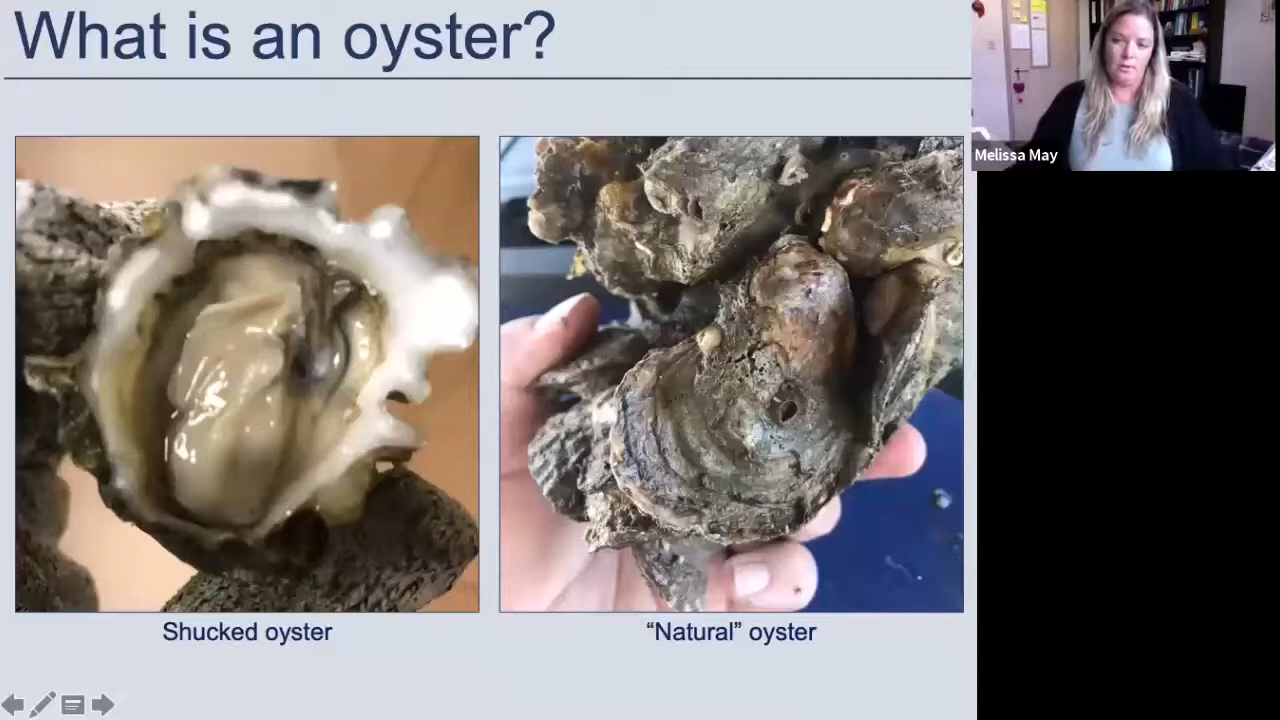 What is an oyster?
Melissa May
Shucked oyster
“Natural” oyster